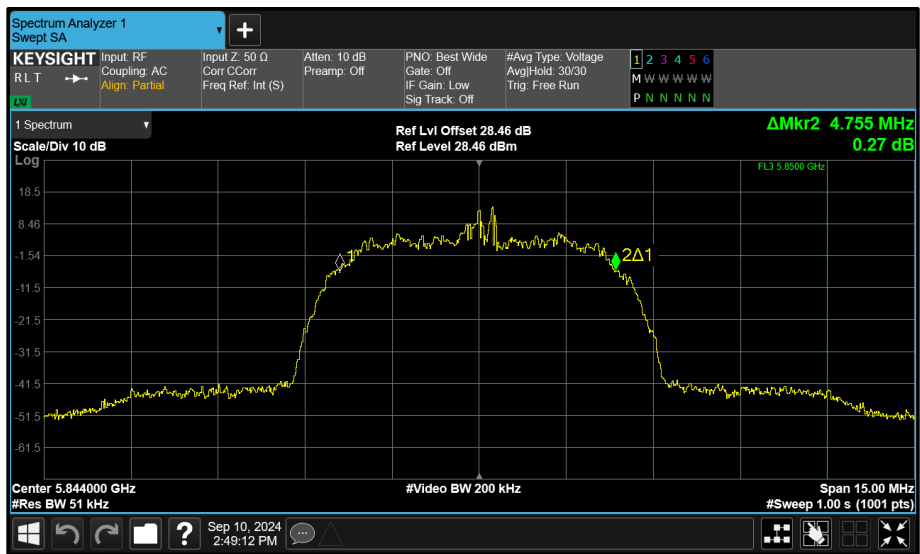 Spectrum Analyzer 1
Swept SA
+
KEYSIGHT
R L T
LXI
Input: RF
Coupling: AC
Align: Partial
Input Z: 50 Ω
Corr CCorr
Freq Ref: Int (S)
Atten: 10 dB
Preamp: Off
PNO: Best Wide
Gate: Off
IF Gain: Low
Sig Track: Off
#Avg Type: Voltage
Avg|Hold: 30/30
Trig: Free Run
1 2 3 4 5 6
M W W W W W
P N N N N N
1 Spectrum
Scale/Div 10 dB
Ref Lvl Offset 28.46 dB
Ref Level 28.46 dBm
ΔMkr2 4.755 MHz
0.27 dB
Log
FL3 5.8500 GHz
18.5
8.46
-1.54
-11.5
-21.5
-31.5
-41.5
-51.5
-61.5
1
2Δ1
Center 5.844000 GHz
#Video BW 200 kHz
Span 15.00 MHz
#Res BW 51 kHz
#Sweep 1.00 s (1001 pts)
?
Sep 10, 2024
2:49:12 PM